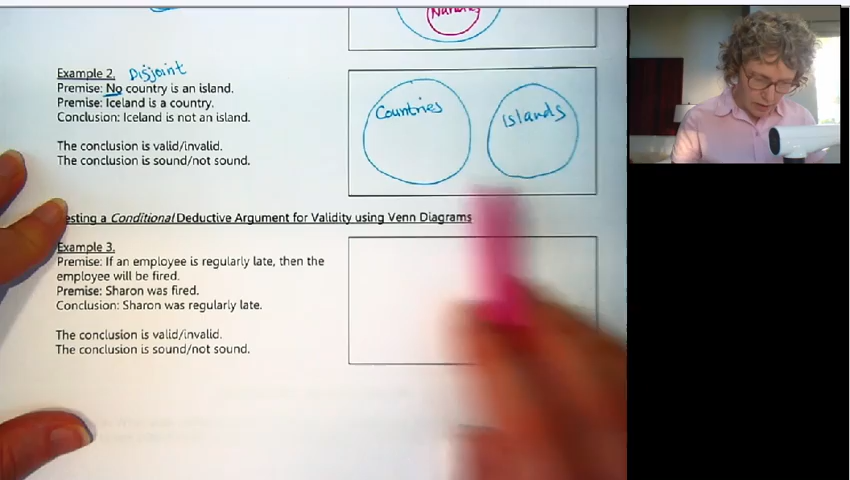 Example 2.
Disjoint
Premise: No country is an island.
Premise: Iceland is a country.
Conclusion: Iceland is not an island.
The conclusion is valid/invalid.
The conclusion is sound/not sound.
Countries
islands
esting a Conditional Deductive Argument for Validity using Venn Diagrams
Example 3.
Premise: If an employee is regularly late, then the
employee will be fired.
Premise: Sharon was fired.
Conclusion: Sharon was regularly late.
The conclusion is valid/invalid.
The conclusion is sound/not sound.